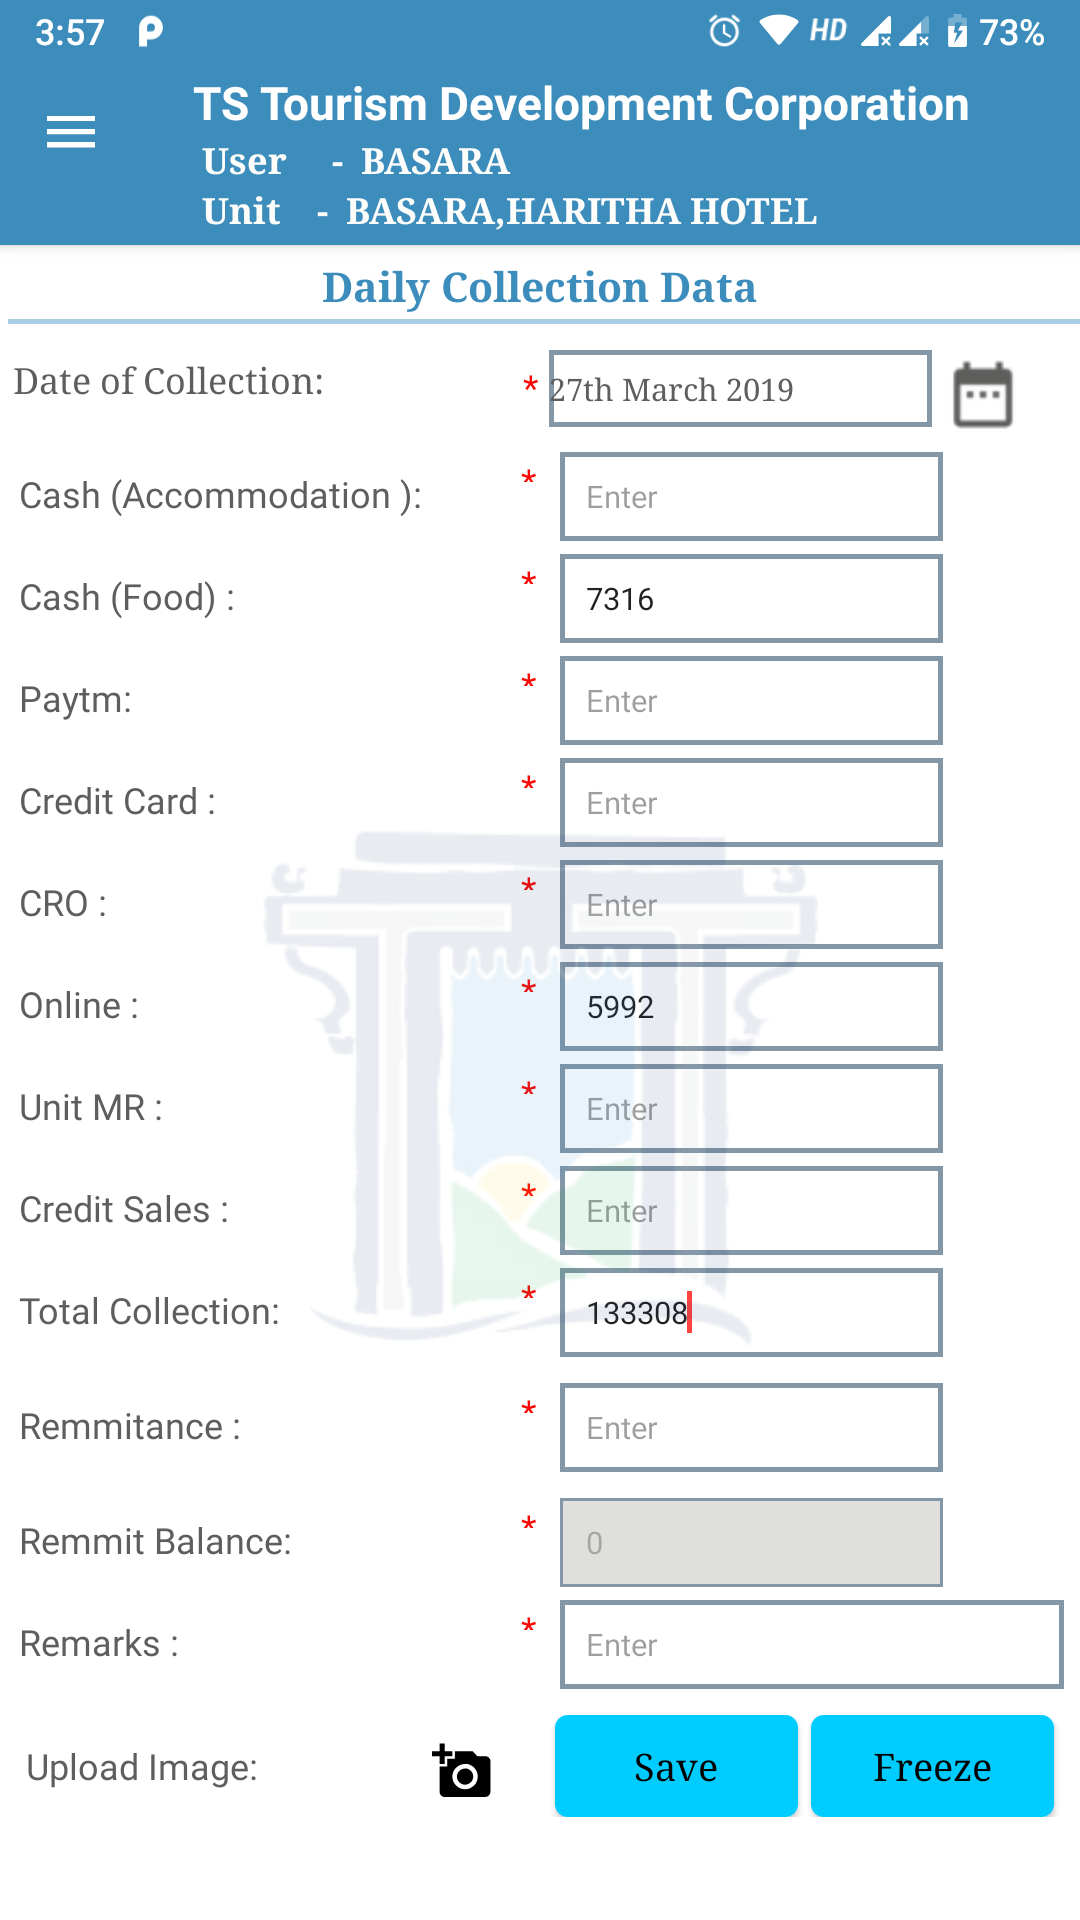 3:57 HD 73%
TS Tourism Development Corporation
User - BASARA
Unit - BASARA,HARITHA HOTEL
Daily Collection Data
Date of Collection: * 27th March 2019
Cash (Accommodation ): * Enter
Cash (Food) : * 7316
Paytm: * Enter
Credit Card : * Enter
CRO : * Enter
Online : * 5992
Unit MR : * Enter
Credit Sales : * Enter
Total Collection: * 133308
Remmitance : * Enter
Remmit Balance: * 0
Remarks : * Enter
Upload Image: Save Freeze